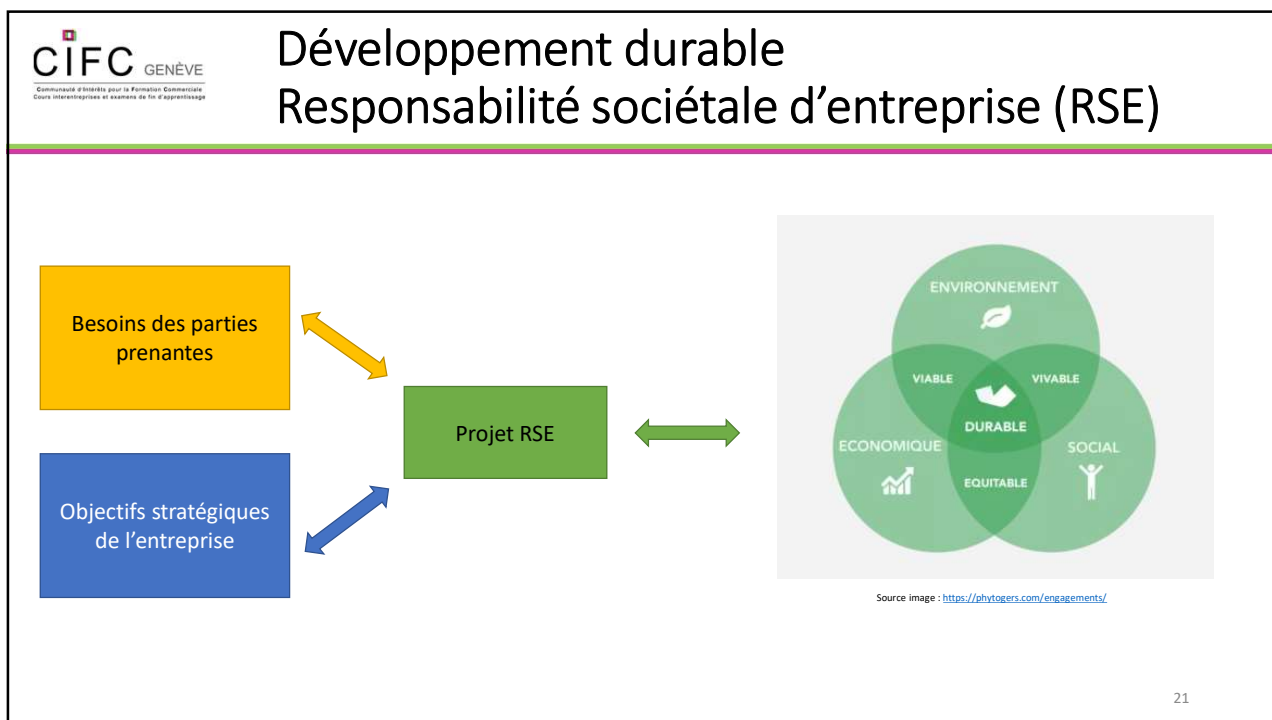 CIFC GENÈVE
Communauté d'Intérêts pour la Formation Commerciale
Cours interentreprises et examens de fin d'apprentissage
Développement durable
Responsabilité sociétale d'entreprise (RSE)
Besoins des parties
prenantes
Objectifs stratégiques
de l'entreprise
Projet RSE
ENVIRONNEMENT
VIABLE
VIVABLE
DURABLE
ECONOMIQUE
SOCIAL
EQUITABLE
Source image : https://phytogers.com/engagements/
21